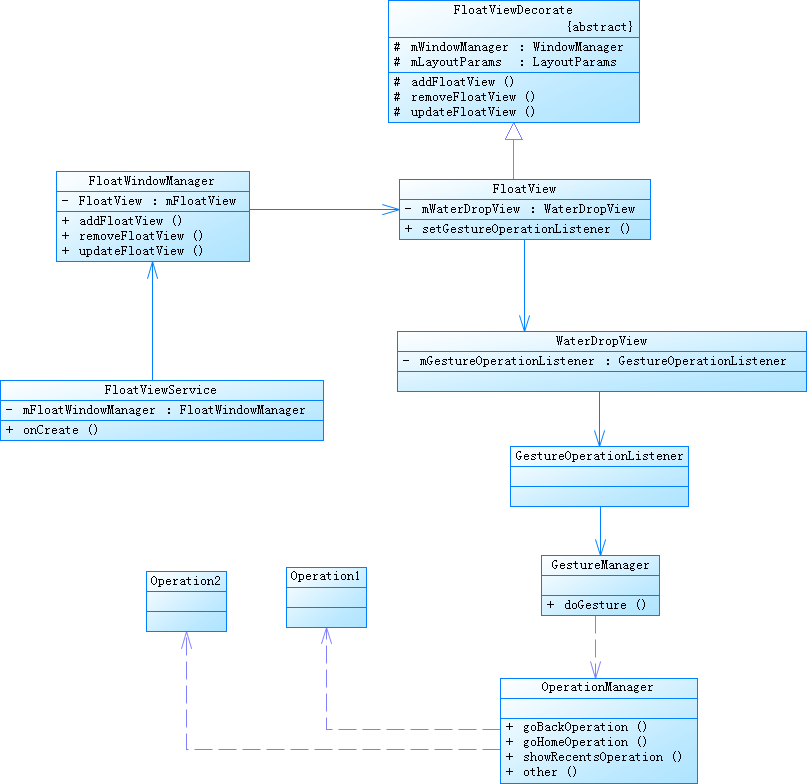 FloatViewDecorate
{abstract}
# mWindowManager : WindowManager
# mLayoutParams : LayoutParams
# addFloatView ()
# removeFloatView ()
# updateFloatView ()
FloatWindowManager
- FloatView : mFloatView
+ addFloatView ()
+ removeFloatView ()
+ updateFloatView ()
FloatView
- mWaterDropView : WaterDropView
+ setGestureOperationListener ()
WaterDropView
- mGestureOperationListener : GestureOperationListener
FloatViewService
- mFloatWindowManager : FloatWindowManager
+ onCreate ()
GestureOperationListener
GestureManager
+ doGesture ()
Operation2
Operation1
OperationManager
+ goBackOperation ()
+ goHomeOperation ()
+ showRecentsOperation ()
+ other ()